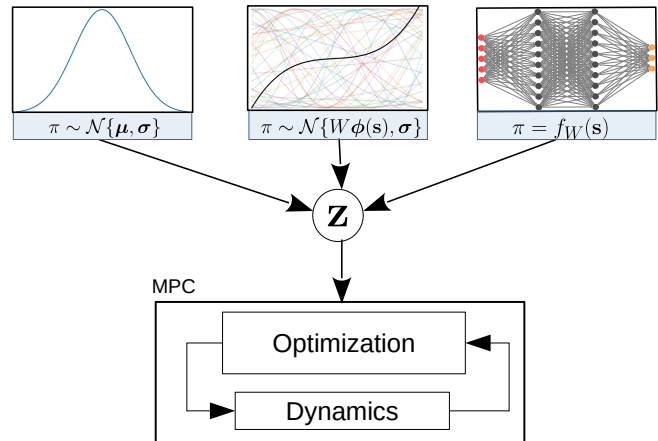 π ∼ 𝒩{μ, σ}
π ∼ 𝒩{Wϕ(s), σ}
π = f_W(s)
z
MPC
Optimization
Dynamics